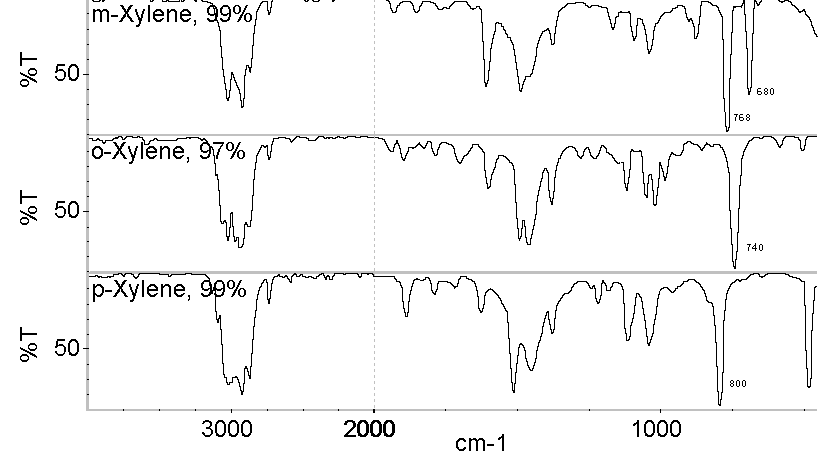 m-Xylene, 99%
%T
50
680
768
o-Xylene, 97%
%T
50
740
p-Xylene, 99%
%T
50
800
3000 2000 1000
cm-1